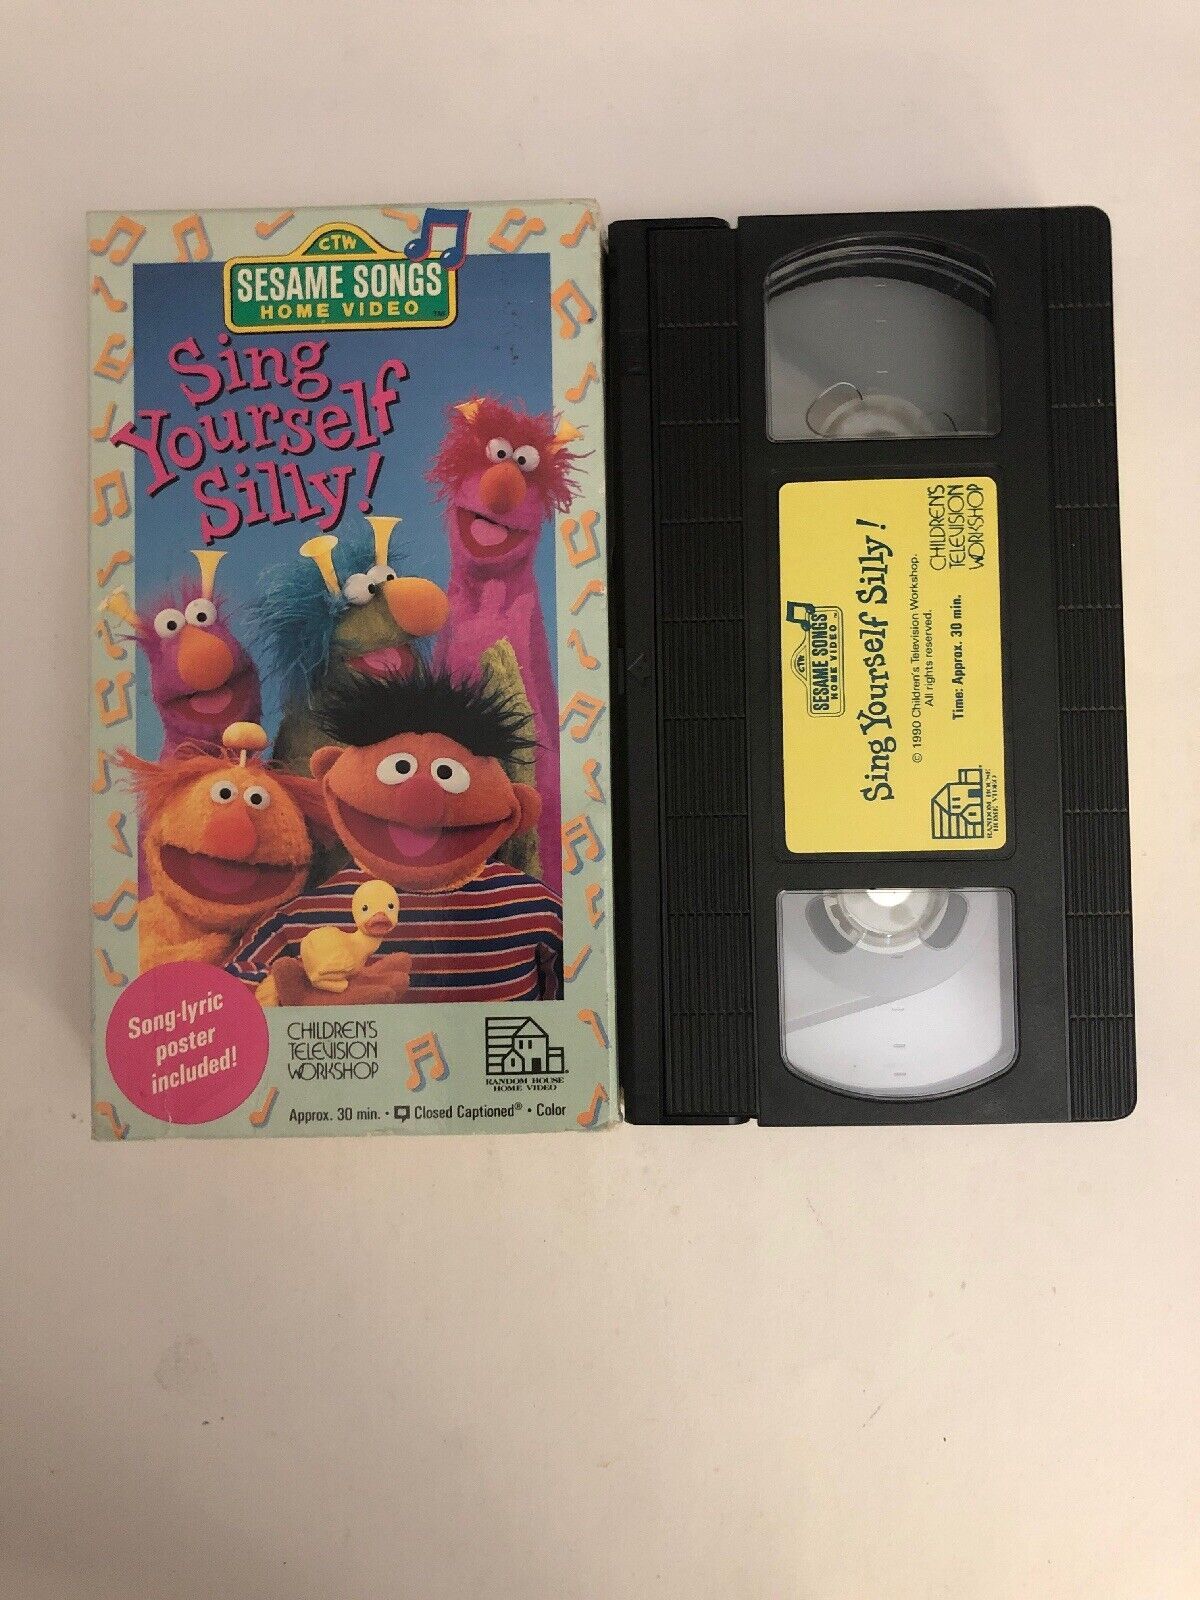 CTW
SESAME SONGS
HOME VIDEO ™
Sing
Yourself
Silly!
Song-lyric
poster
included!
CHILDREN'S
TELEVISION
WORKSHOP
RANDOM HOUSE
HOME VIDEO
Approx. 30 min. • Closed Captioned® • Color
CTW
SESAME SONGS
HOME VIDEO ™
Sing Yourself Silly!
© 1990 Children's Television Workshop.
All rights reserved.
Time: Approx. 30 min.
CHILDREN'S
TELEVISION
WORKSHOP
RANDOM HOUSE
HOME VIDEO